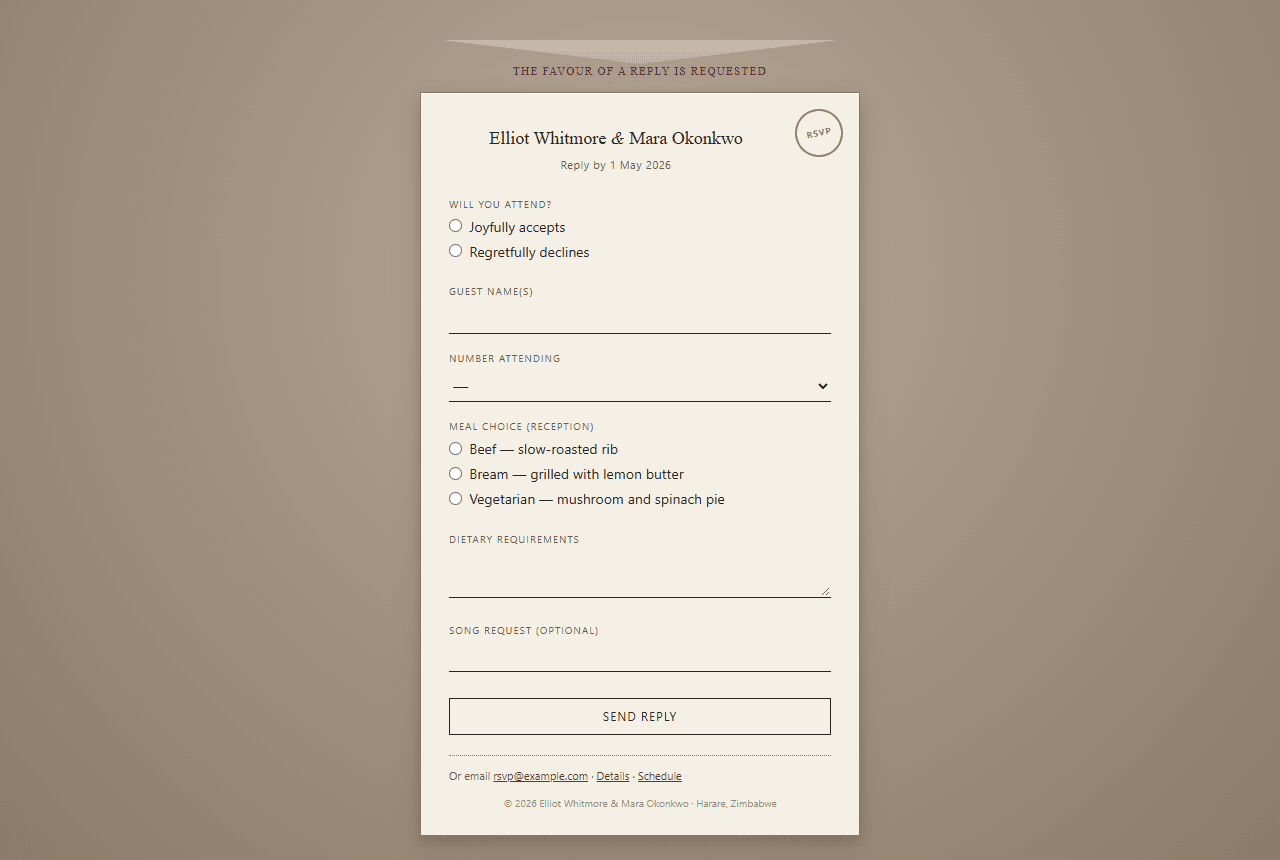 THE FAVOUR OF A REPLY IS REQUESTED
Elliot Whitmore & Mara Okonkwo
RSVP
Reply by 1 May 2026
WILL YOU ATTEND?
Joyfully accepts
Regretfully declines
GUEST NAME(S)
NUMBER ATTENDING
—
MEAL CHOICE (RECEPTION)
Beef — slow-roasted rib
Bream — grilled with lemon butter
Vegetarian — mushroom and spinach pie
DIETARY REQUIREMENTS
SONG REQUEST (OPTIONAL)
SEND REPLY
Or email rsvp@example.com · Details · Schedule
© 2026 Elliot Whitmore & Mara Okonkwo · Harare, Zimbabwe